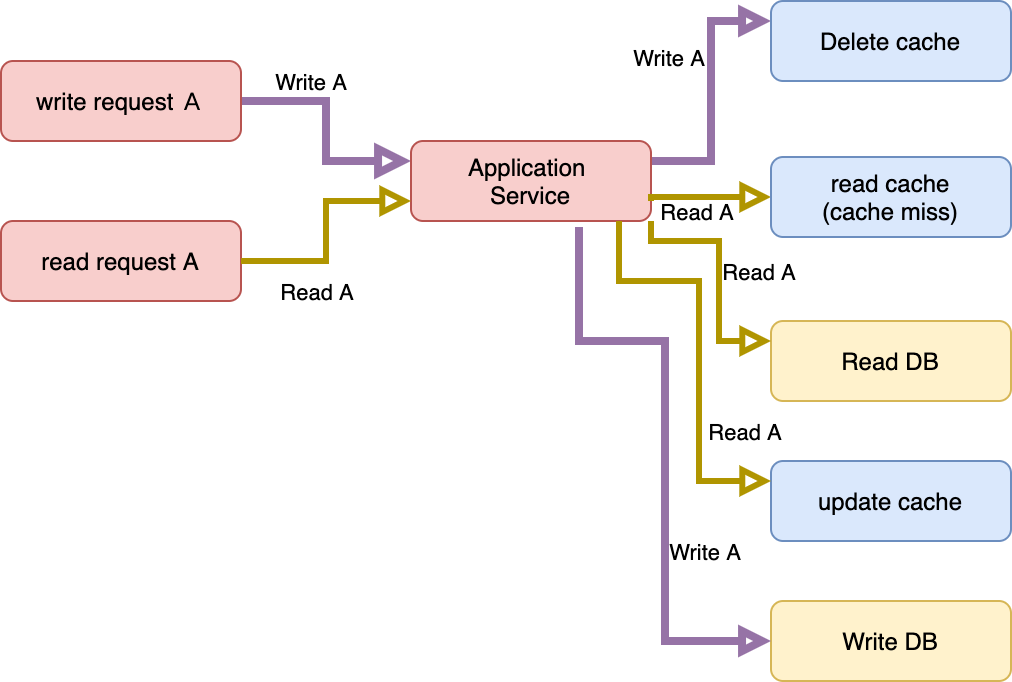 Delete cache
Write A
Write A
write request A
Application
Service
read cache
(cache miss)
Read A
read request A
Read A
Read A
Read DB
Read A
update cache
Write A
Write DB